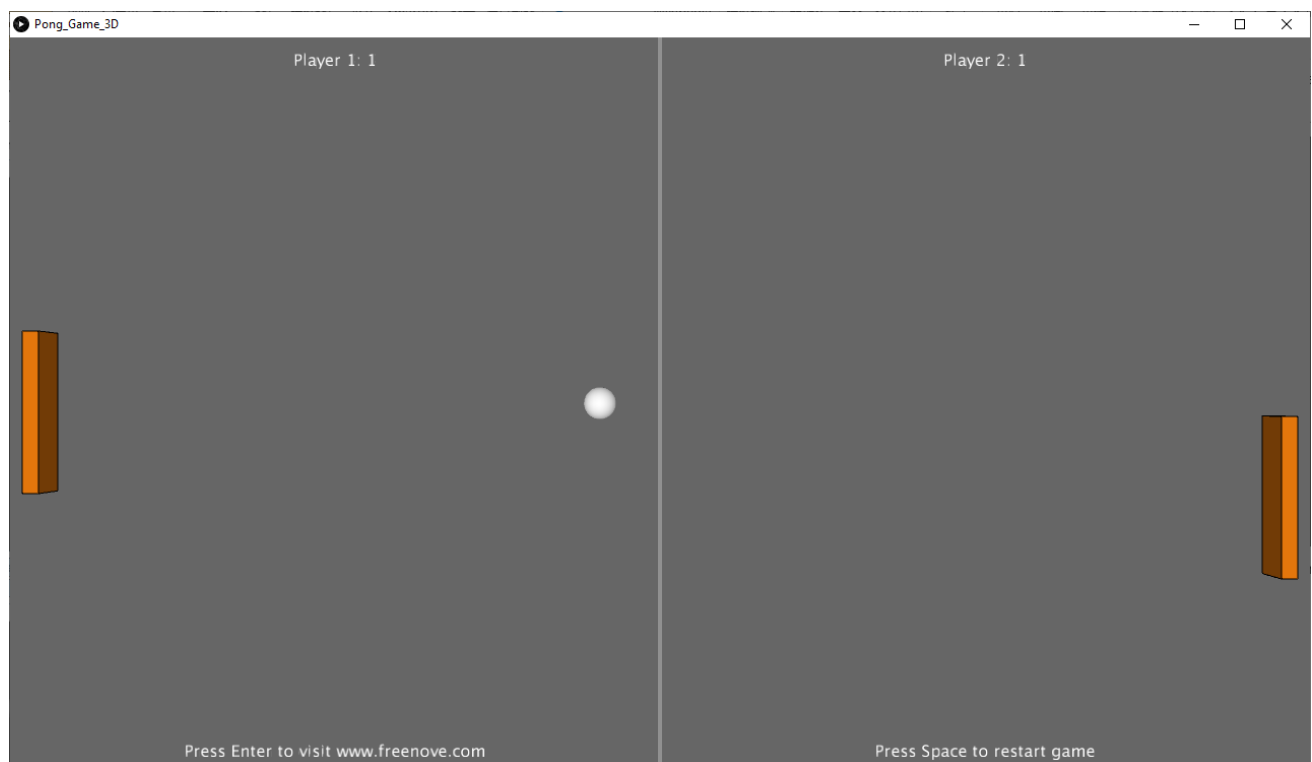 Pong_Game_3D
Player 1: 1
Player 2: 1
Press Enter to visit www.freenove.com
Press Space to restart game